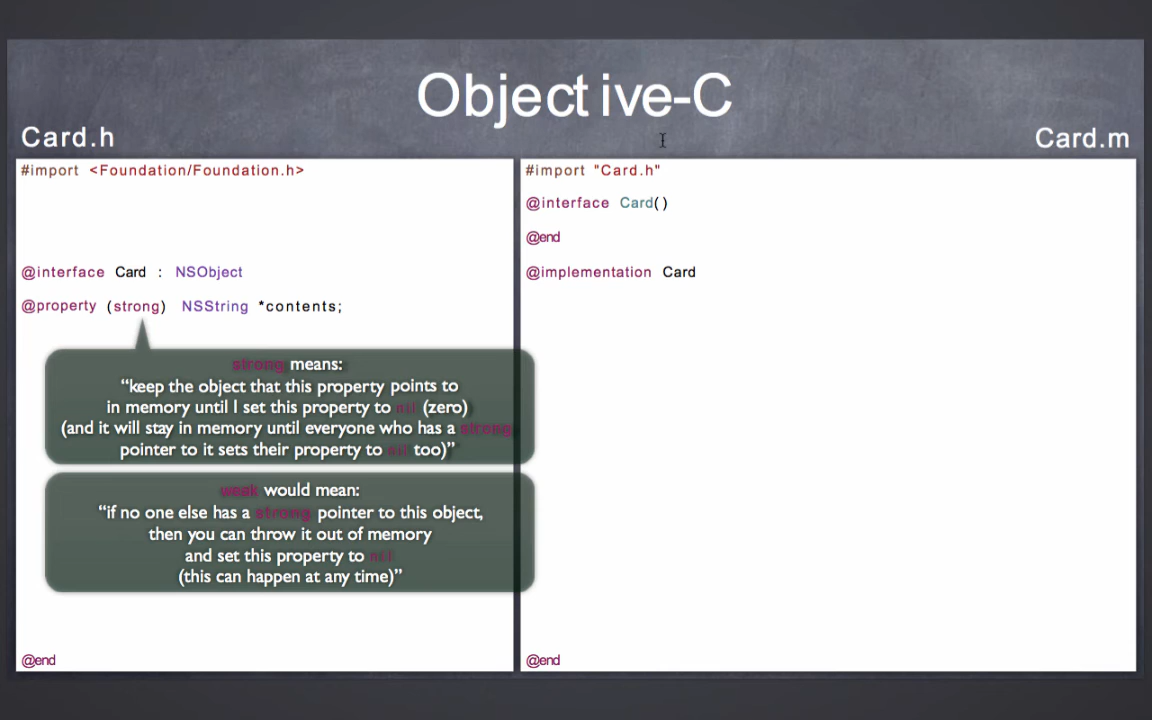 Objective-C
Card.h
Card.m
#import <Foundation/Foundation.h>
@interface Card : NSObject
@property (strong) NSString *contents;
strong means:
“keep the object that this property points to
in memory until I set this property to nil (zero)
(and it will stay in memory until everyone who has a strong
pointer to it sets their property to nil too)”
weak would mean:
“if no one else has a strong pointer to this object,
then you can throw it out of memory
and set this property to nil
(this can happen at any time)”
@end
#import "Card.h"
@interface Card()
@end
@implementation Card
@end